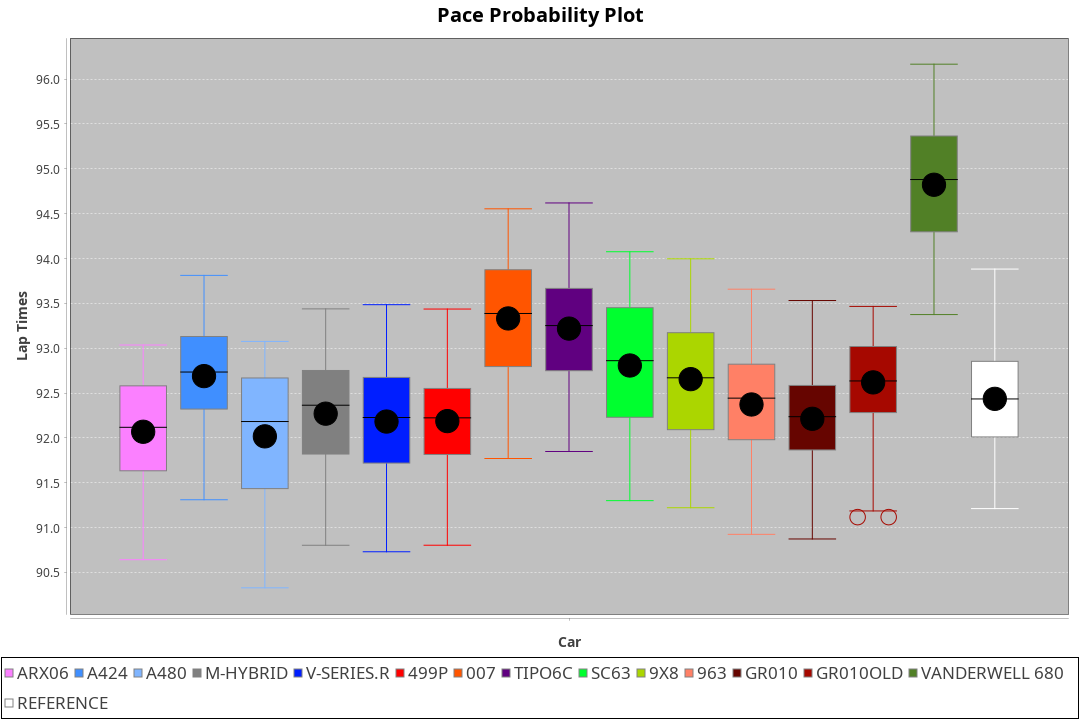 Pace Probability Plot
96.0
95.5
95.0
94.5
94.0
93.5
93.0
92.5
92.0
91.5
91.0
90.5
Lap Times
Car
ARX06 A424 A480 M-HYBRID V-SERIES.R 499P 007 TIPO6C SC63 9X8 963 GR010 GR010OLD VANDERWELL 680
REFERENCE